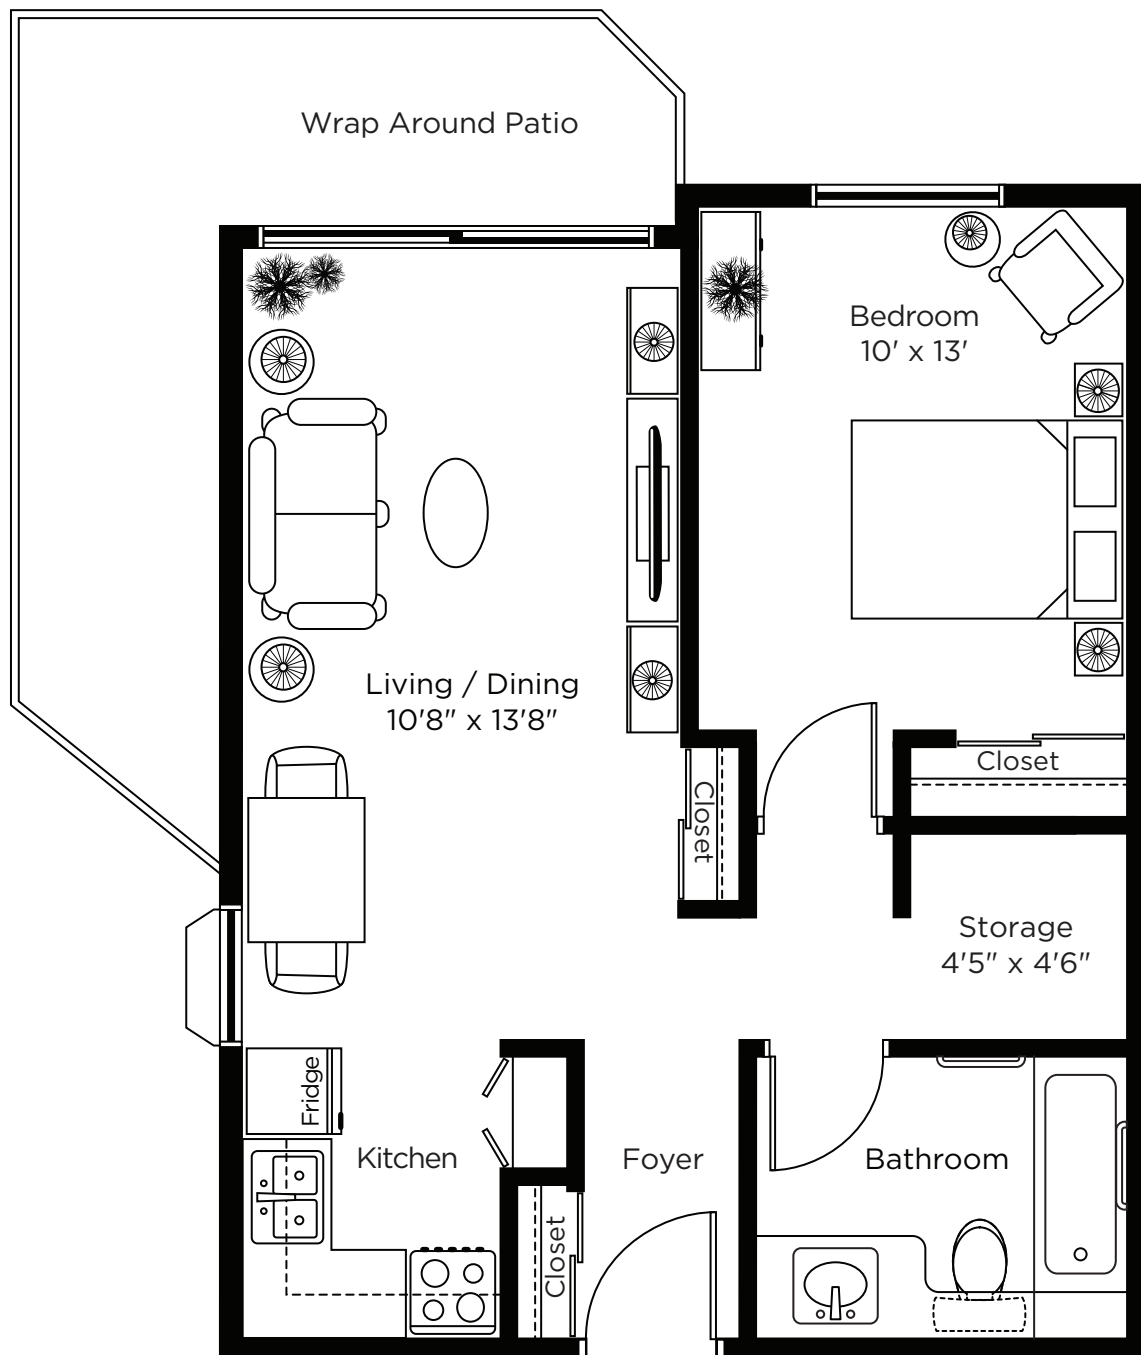 Wrap Around Patio
Bedroom
10' x 13'
Living / Dining
10'8" x 13'8"
Closet
Closet
Storage
4'5" x 4'6"
Fridge
Kitchen
Foyer
Bathroom
Closet